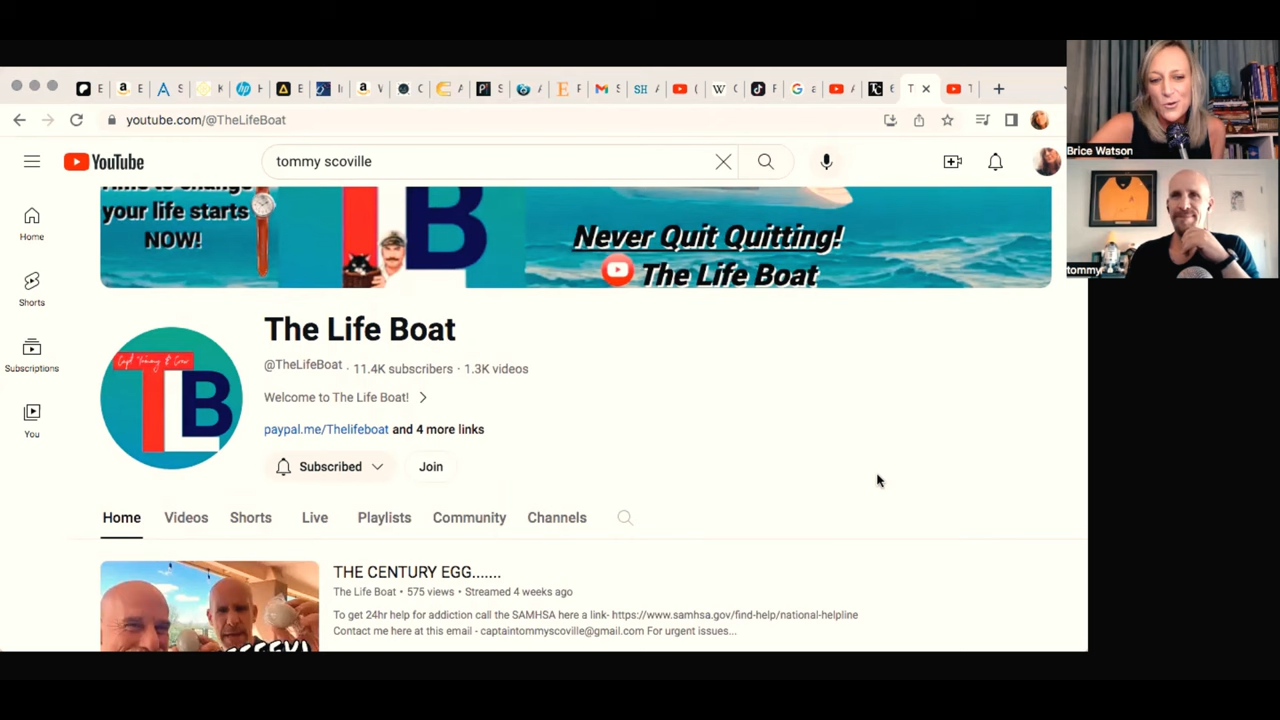 youtube.com/@TheLifeBoat
Brice Watson
YouTube
tommy scoville
your life starts
NOW!
TB
Never Quit Quitting!
The Life Boat
tommy
Home
Shorts
Subscriptions
You
The Life Boat
@TheLifeBoat . 11.4K subscribers · 1.3K videos
Welcome to The Life Boat!
paypal.me/Thelifeboat and 4 more links
Subscribed
Join
Capt Tommy & Crew
TLB
Home Videos Shorts Live Playlists Community Channels
THE CENTURY EGG.......
The Life Boat • 575 views • Streamed 4 weeks ago
To get 24hr help for addiction call the SAMHSA here a link- https://www.samhsa.gov/find-help/national-helpline
Contact me here at this email - captaintommyscoville@gmail.com For urgent issues...